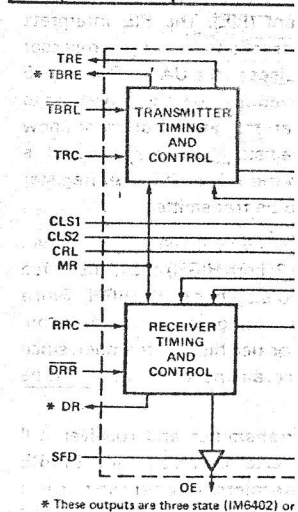 TRE
* TBRE
TBRL
TRANSMITTER
TIMING
AND
CONTROL
TRC
CLS1
CLS2
CRL
MR
RRC
RECEIVER
TIMING
AND
CONTROL
DRR
* DR
SFD
OE
* These outputs are three state (IM6402) or